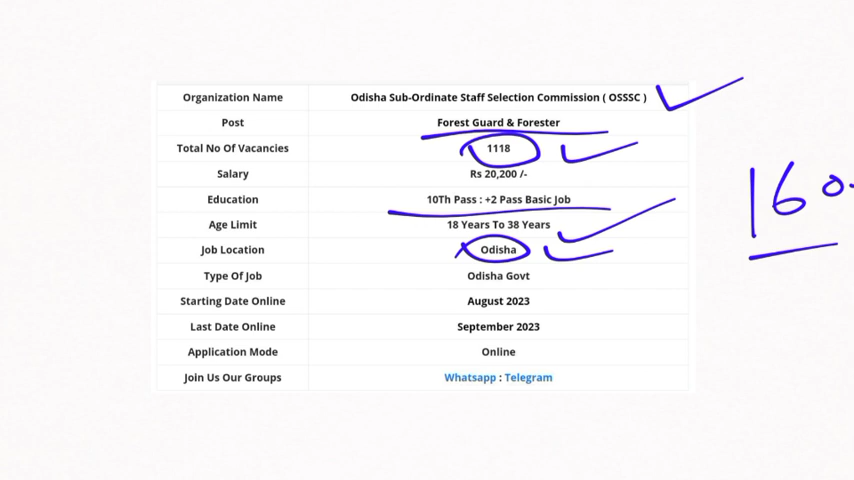 Organization Name Odisha Sub-Ordinate Staff Selection Commission ( OSSSC )
Post Forest Guard & Forester
Total No Of Vacancies 1118
Salary Rs 20,200 /-
Education 10Th Pass : +2 Pass Basic Job
Age Limit 18 Years To 38 Years
Job Location Odisha
Type Of Job Odisha Govt
Starting Date Online August 2023
Last Date Online September 2023
Application Mode Online
Join Us Our Groups Whatsapp : Telegram